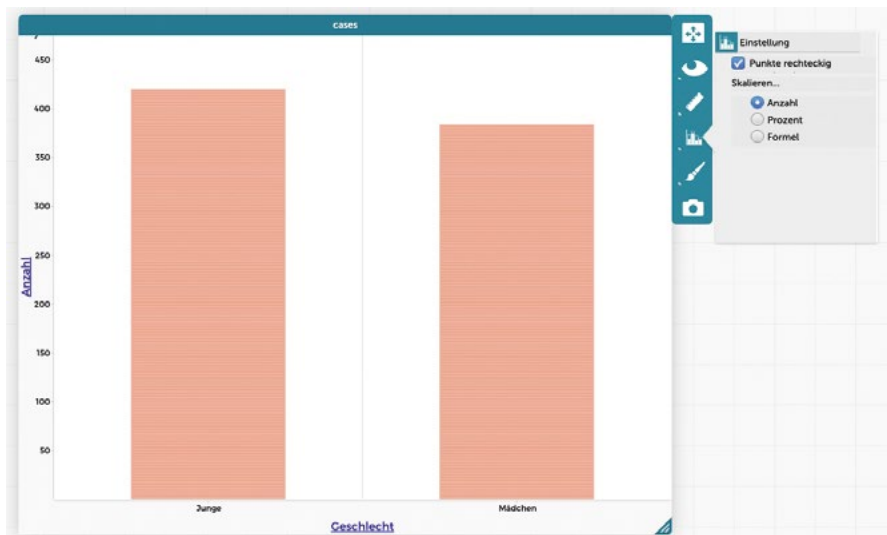 cases
450
400
350
300
250
200
150
100
50
Anzahl
Junge
Mädchen
Geschlecht
Einstellung
Punkte rechteckig
Skalieren...
Anzahl
Prozent
Formel